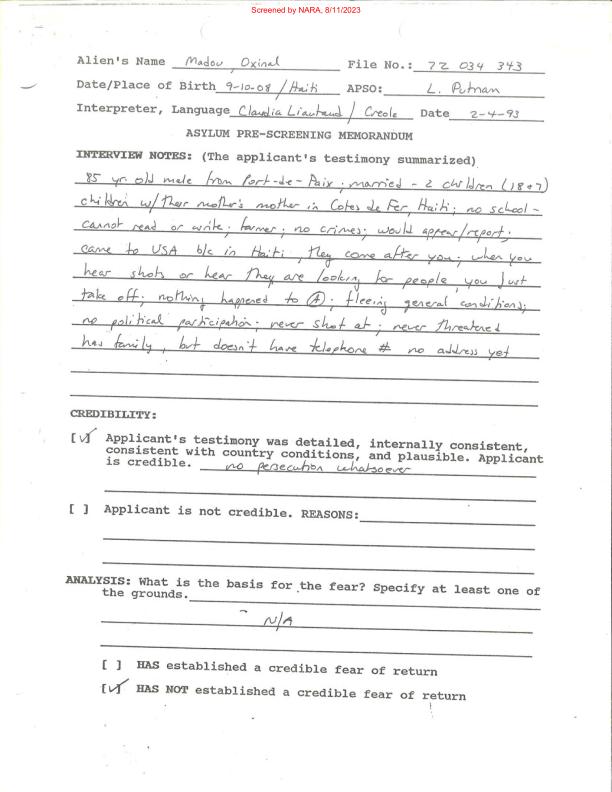 Screened by NARA, 8/11/2023
Alien's Name Madou, Oxinal File No.: 72 034 343
Date/Place of Birth 9-10-08 / Haiti APSO: L. Putnam
Interpreter, Language Claudia Liautaud / Creole Date 2-4-93
ASYLUM PRE-SCREENING MEMORANDUM
INTERVIEW NOTES: (The applicant's testimony summarized)
85 yr old male from Port-de-Paix; married - 2 children (18+7)
children w/ their mother's mother in Cotes de Fer, Haiti; no school -
cannot read or write; farmer; no crimes; would appear/report;
came to USA b/c in Haiti, they come after you; when you
hear shots or hear they are looking for people, you just
take off; nothing happened to (A); fleeing general conditions;
no political participation; never shot at; never threatened
has family, but doesn't have telephone # no address yet
CREDIBILITY:
[✓] Applicant's testimony was detailed, internally consistent,
consistent with country conditions, and plausible. Applicant
is credible. no persecution whatsoever
[ ] Applicant is not credible. REASONS:
ANALYSIS: What is the basis for the fear? Specify at least one of
the grounds.
N/A
[ ] HAS established a credible fear of return
[✓] HAS NOT established a credible fear of return